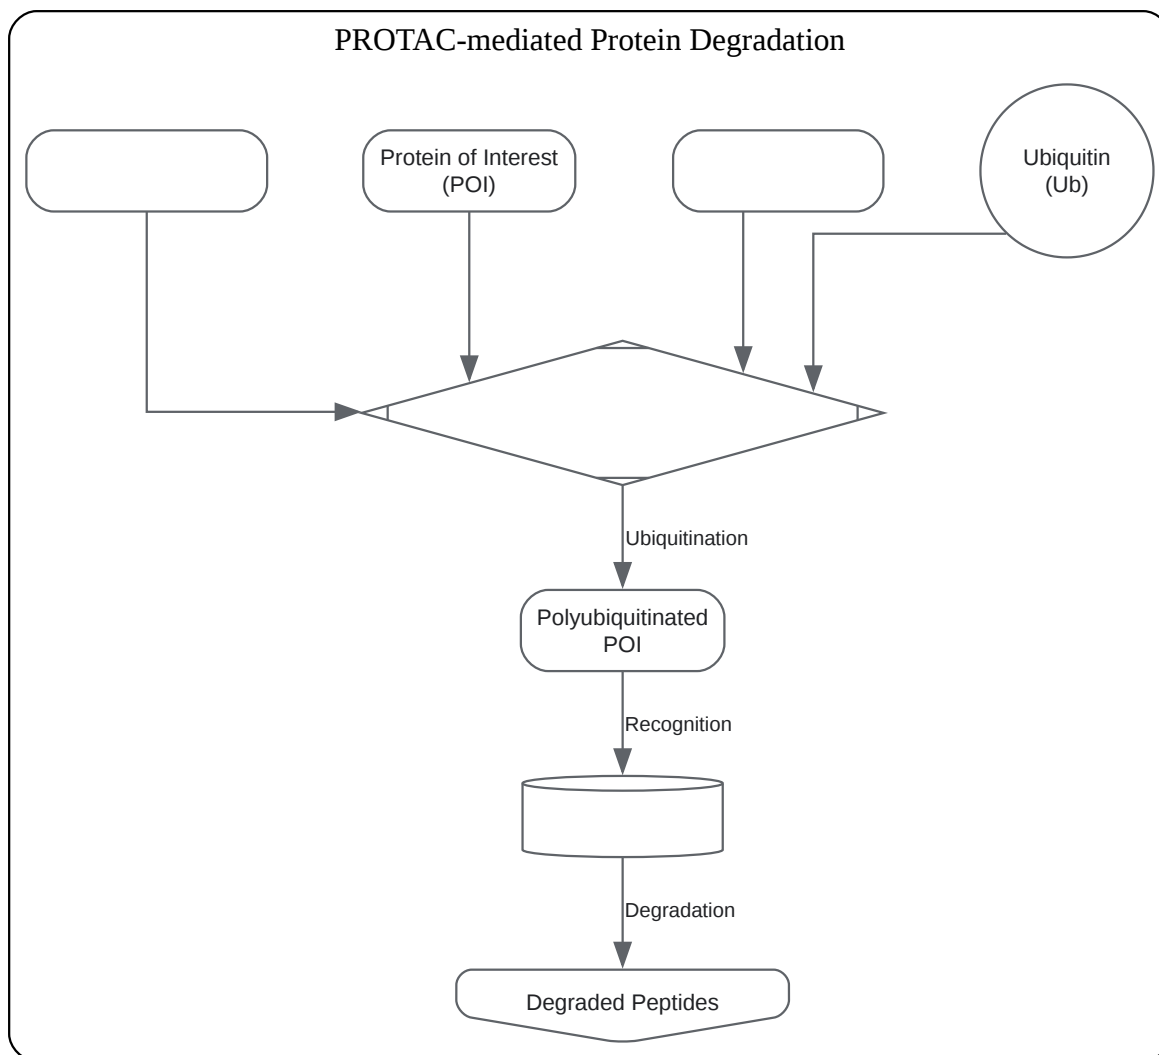 PROTAC-mediated Protein Degradation
Protein of Interest
(POI)
Ubiquitin
(Ub)
Ubiquitination
Polyubiquitinated
POI
Recognition
Degradation
Degraded Peptides